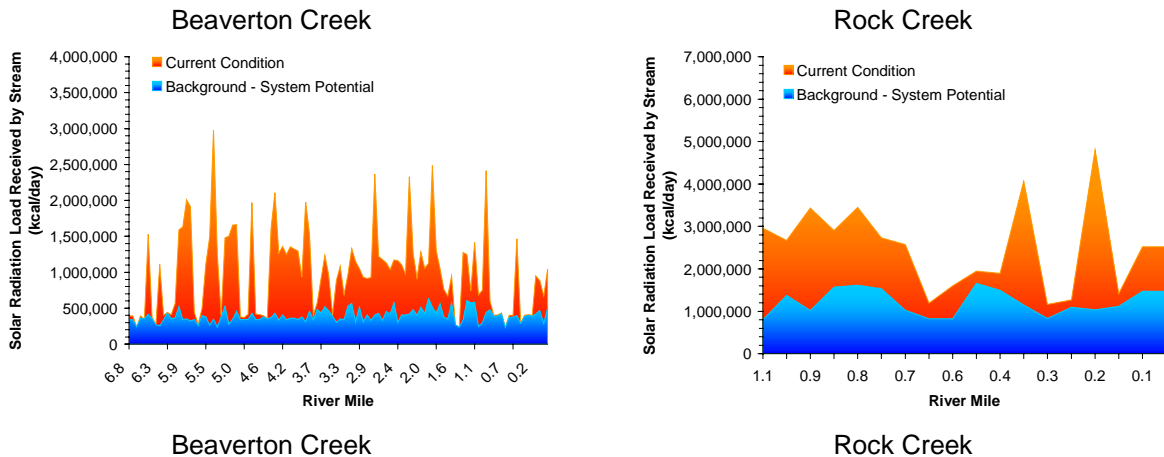 Beaverton Creek
Solar Radiation Load Received by Stream
(kcal/day)
4,000,000
3,500,000
3,000,000
2,500,000
2,000,000
1,500,000
1,000,000
500,000
0
Current Condition
Background - System Potential
6.8 6.3 5.9 5.5 5.0 4.6 4.2 3.7 3.3 2.9 2.4 2.0 1.6 1.1 0.7 0.2
River Mile
Rock Creek
Solar Radiation Load Received by Stream
(kcal/day)
7,000,000
6,000,000
5,000,000
4,000,000
3,000,000
2,000,000
1,000,000
0
Current Condition
Background - System Potential
1.1 0.9 0.8 0.7 0.6 0.4 0.3 0.2 0.1
River Mile
Beaverton Creek
Rock Creek